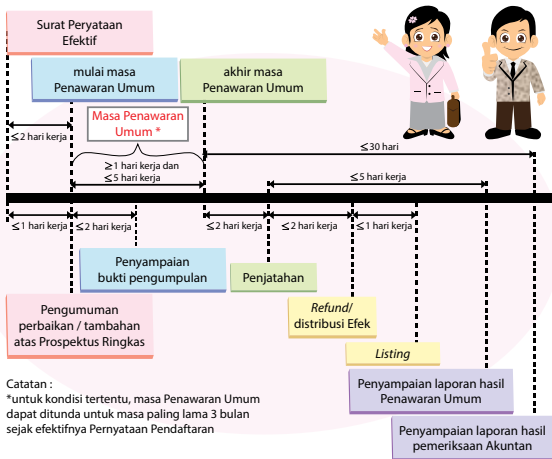 Surat Peryataan
Efektif
mulai masa
Penawaran Umum
akhir masa
Penawaran Umum
Masa Penawaran
Umum *
≤2 hari kerja
≤30 hari
≥1 hari kerja dan
≤5 hari kerja
≤5 hari kerja
≤1 hari kerja
≤2 hari kerja
≤2 hari kerja
≤2 hari kerja
≤1 hari kerja
Penyampaian
bukti pengumpulan
Penjatahan
Pengumuman
perbaikan / tambahan
atas Prospektus Ringkas
Refund/
distribusi Efek
Listing
Catatan :
*untuk kondisi tertentu, masa Penawaran Umum
dapat ditunda untuk masa paling lama 3 bulan
sejak efektifnya Pernyataan Pendaftaran
Penyampaian laporan hasil
Penawaran Umum
Penyampaian laporan hasil
pemeriksaan Akuntan